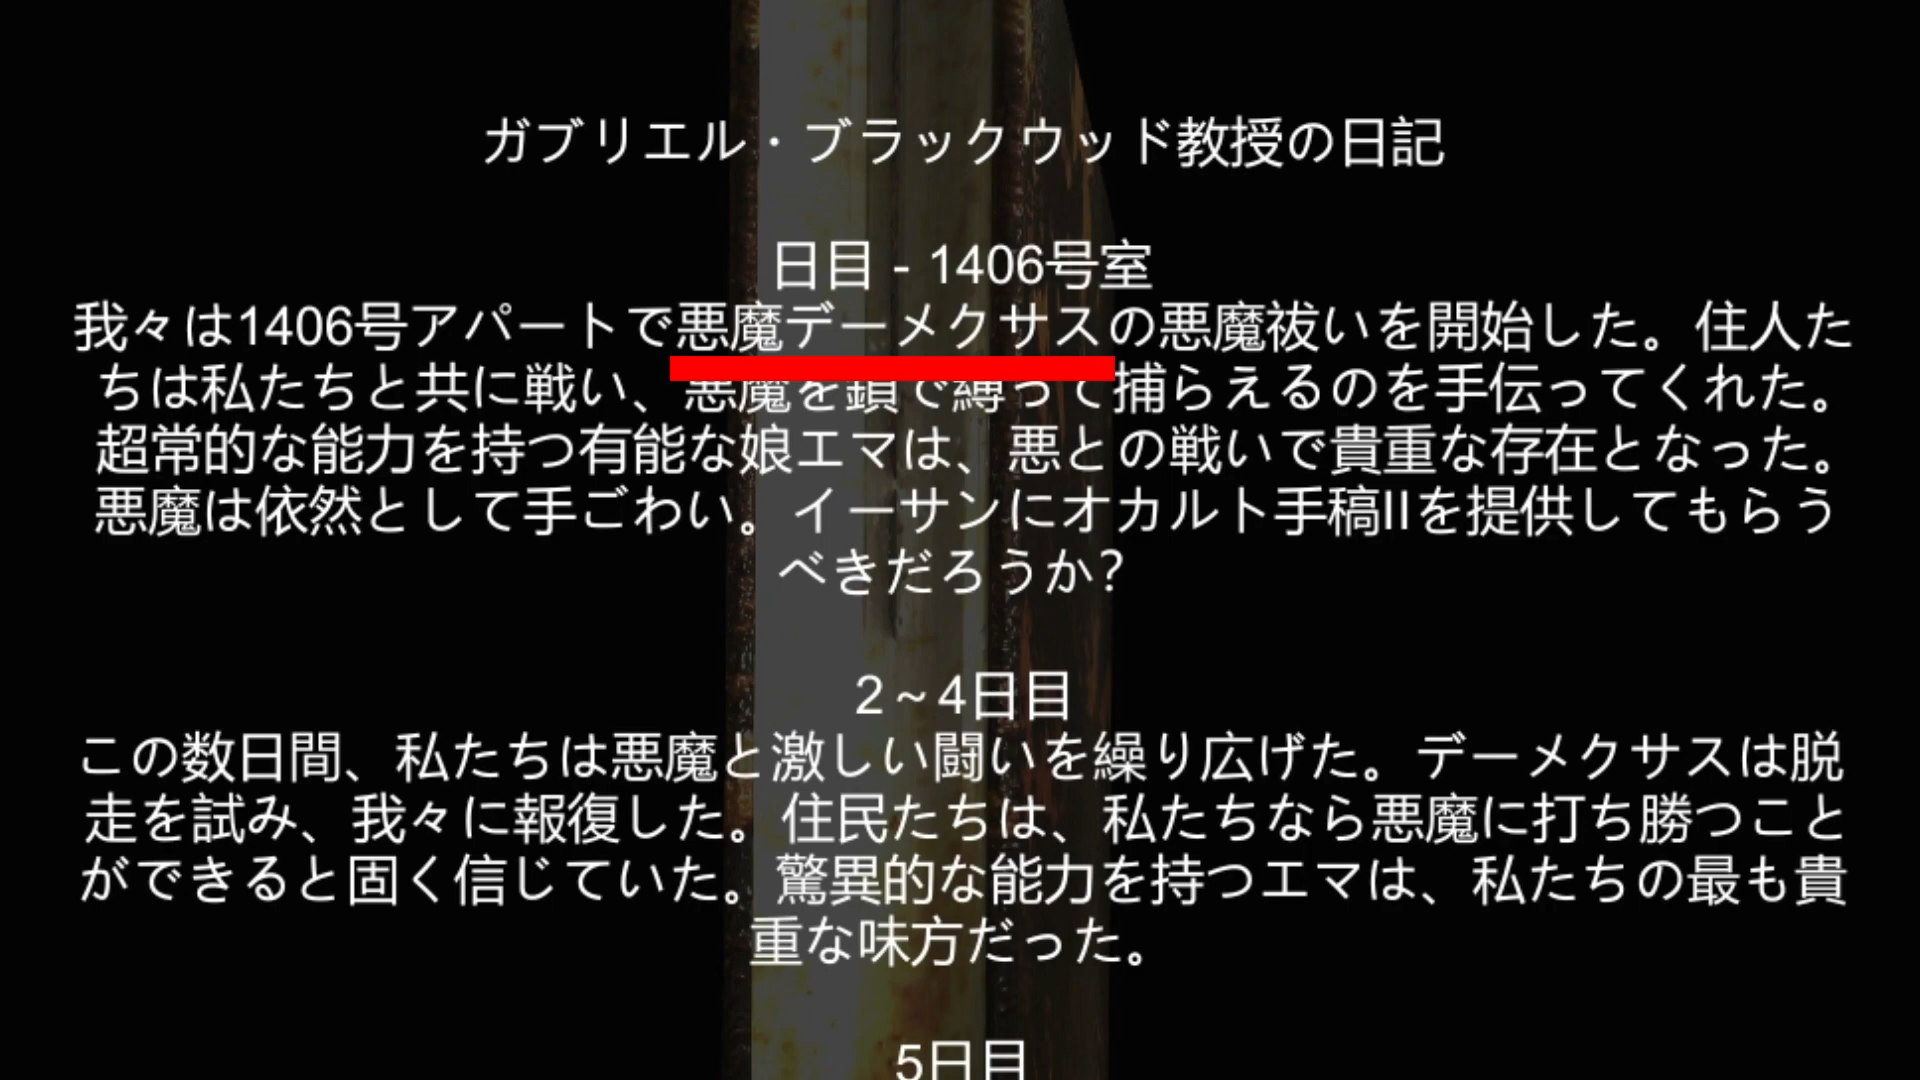 ガブリエル・ブラックウッド教授の日記
日目 - 1406号室
我々は1406号アパートで悪魔デーメクサスの悪魔祓いを開始した。住人た
ちは私たちと共に戦い、悪魔を鎖で縛って捕らえるのを手伝ってくれた。
超常的な能力を持つ有能な娘エマは、悪との戦いで貴重な存在となった。
悪魔は依然として手ごわい。イーサンにオカルト手稿IIを提供してもらう
べきだろうか?
2~4日目
この数日間、私たちは悪魔と激しい闘いを繰り広げた。デーメクサスは脱
走を試み、我々に報復した。住民たちは、私たちなら悪魔に打ち勝つこと
ができると固く信じていた。驚異的な能力を持つエマは、私たちの最も貴
重な味方だった。
5日目